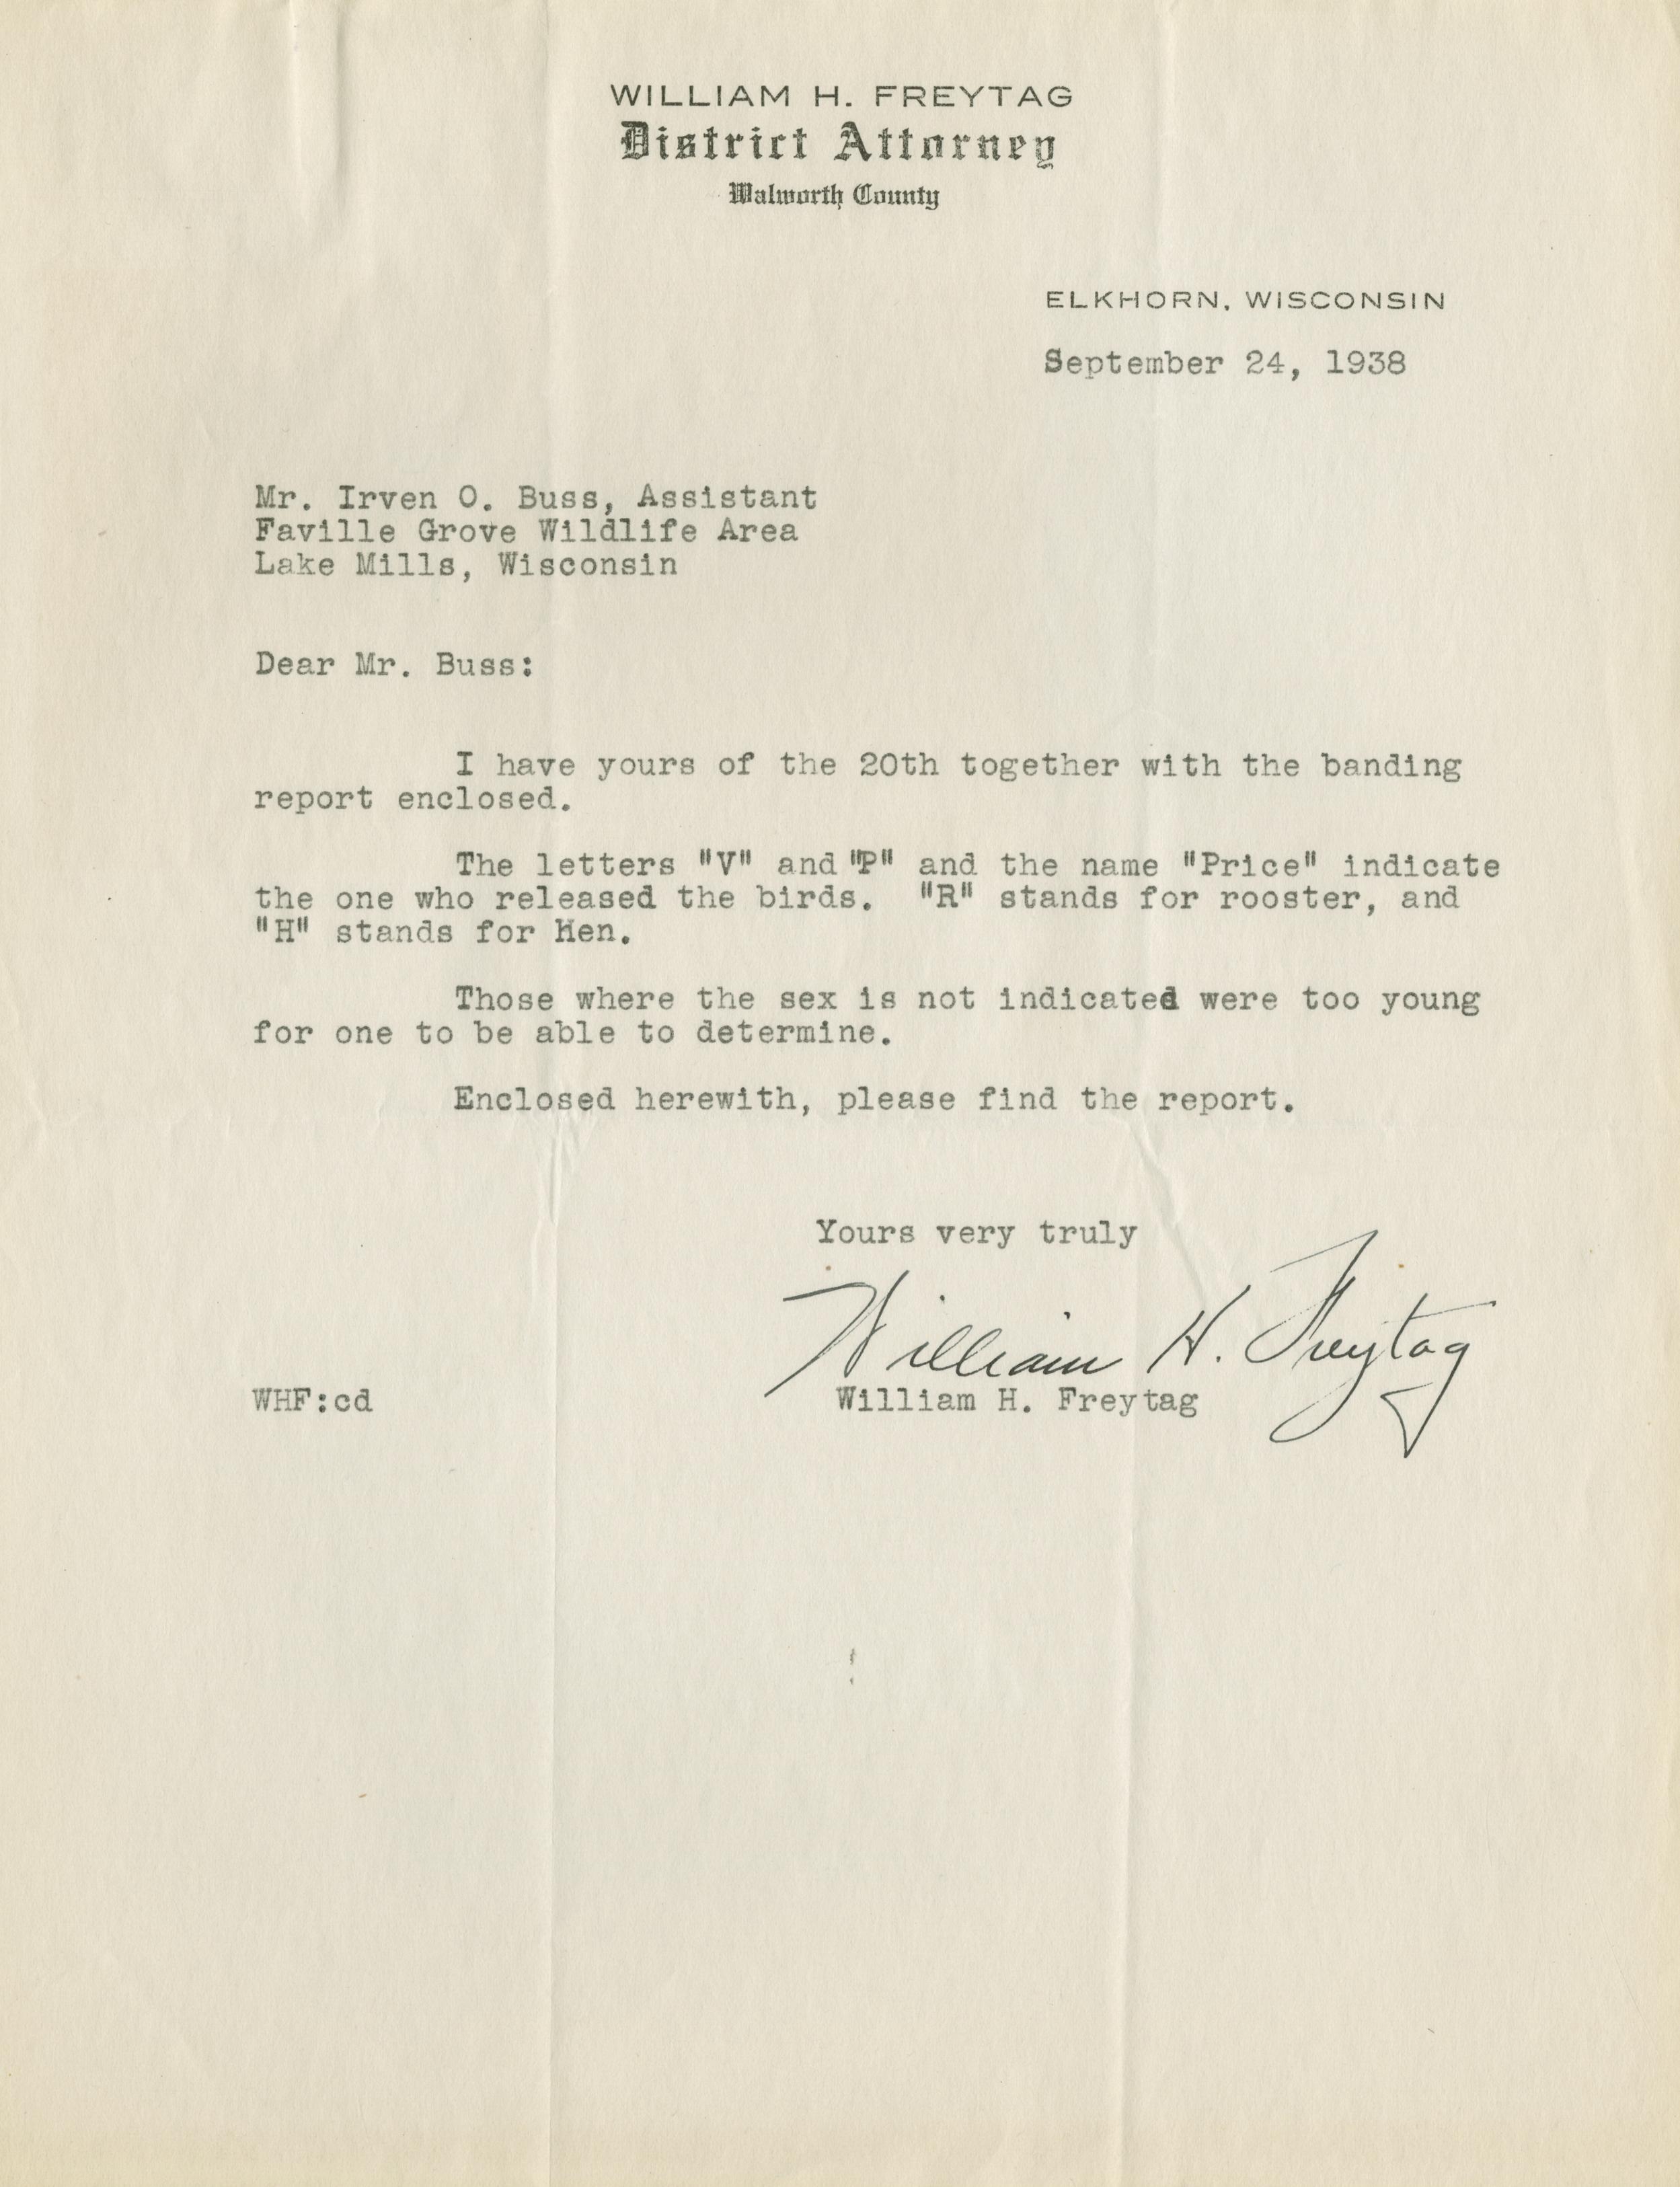 WILLIAM H. FREYTAG
District Attorney
Walworth County
ELKHORN, WISCONSIN
September 24, 1938
Mr. Irven O. Buss, Assistant
Faville Grove Wildlife Area
Lake Mills, Wisconsin
Dear Mr. Buss:
I have yours of the 20th together with the banding
report enclosed.
The letters "V" and "P" and the name "Price" indicate
the one who released the birds. "R" stands for rooster, and
"H" stands for Hen.
Those where the sex is not indicated were too young
for one to be able to determine.
Enclosed herewith, please find the report.
Yours very truly
William H. Freytag
WHF:cd William H. Freytag